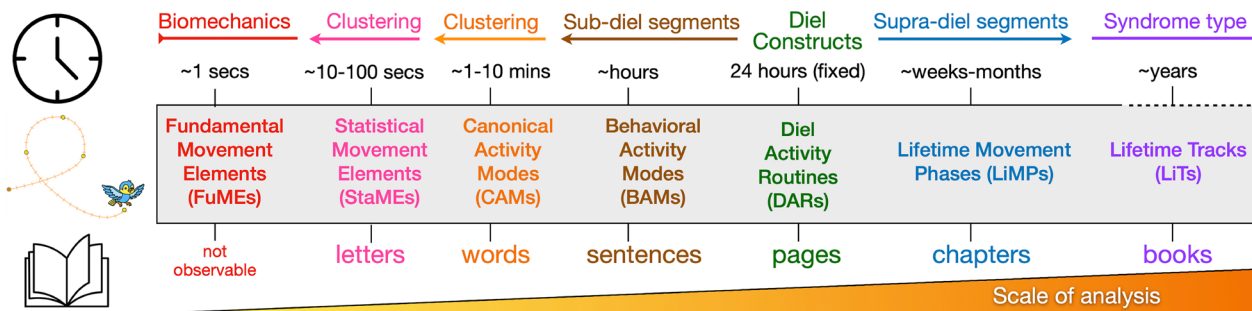 Biomechanics
Clustering
Clustering
Sub-diel segments
Diel
Constructs
Supra-diel segments
Syndrome type
~1 secs
~10-100 secs
~1-10 mins
~hours
24 hours (fixed)
~weeks-months
~years
Fundamental
Movement
Elements
(FuMEs)
Statistical
Movement
Elements
(StaMEs)
Canonical
Activity
Modes
(CAMs)
Behavioral
Activity
Modes
(BAMs)
Diel
Activity
Routines
(DARs)
Lifetime Movement
Phases (LiMPs)
Lifetime Tracks
(LiTs)
not
observable
letters
words
sentences
pages
chapters
books
Scale of analysis